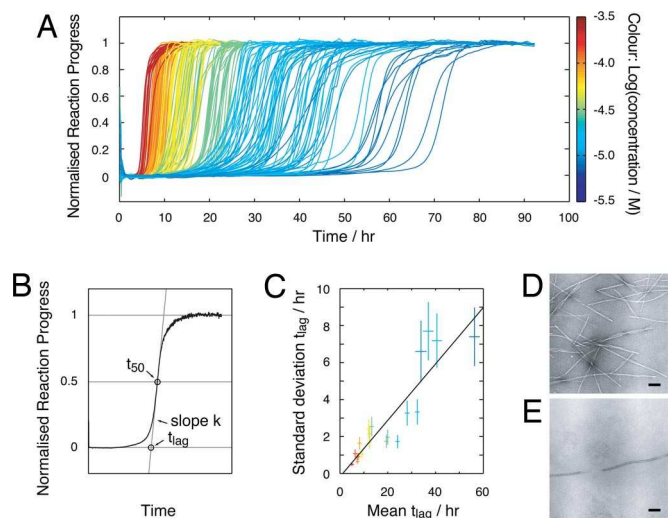 A
Normalised Reaction Progress
1
0.8
0.6
0.4
0.2
0
0 10 20 30 40 50 60 70 80 90 100
Time / hr
-3.5
-4.0
-4.5
-5.0
-5.5
Colour: Log(concentration / M)
B
Normalised Reaction Progress
1
0.5
0
t50
slope k
tlag
Time
C
Standard deviation tlag / hr
10
8
6
4
2
0
0 20 40 60
Mean tlag / hr
D
E